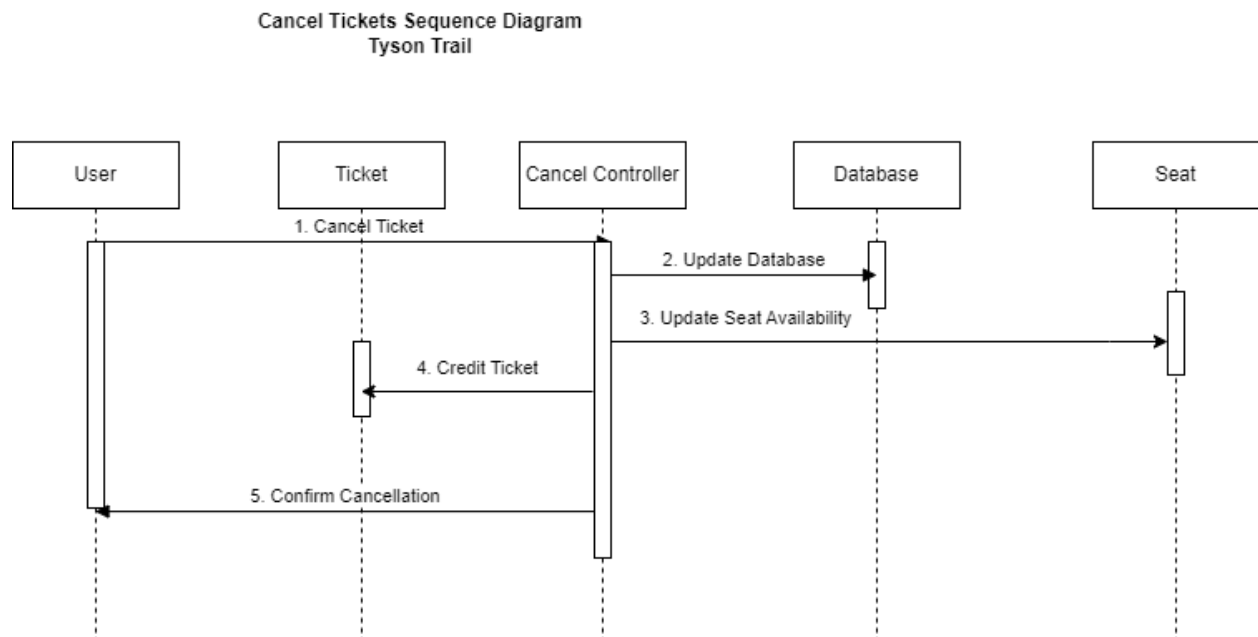 Cancel Tickets Sequence Diagram
Tyson Trail
User
Ticket
Cancel Controller
Database
Seat
1. Cancel Ticket
2. Update Database
3. Update Seat Availability
4. Credit Ticket
5. Confirm Cancellation